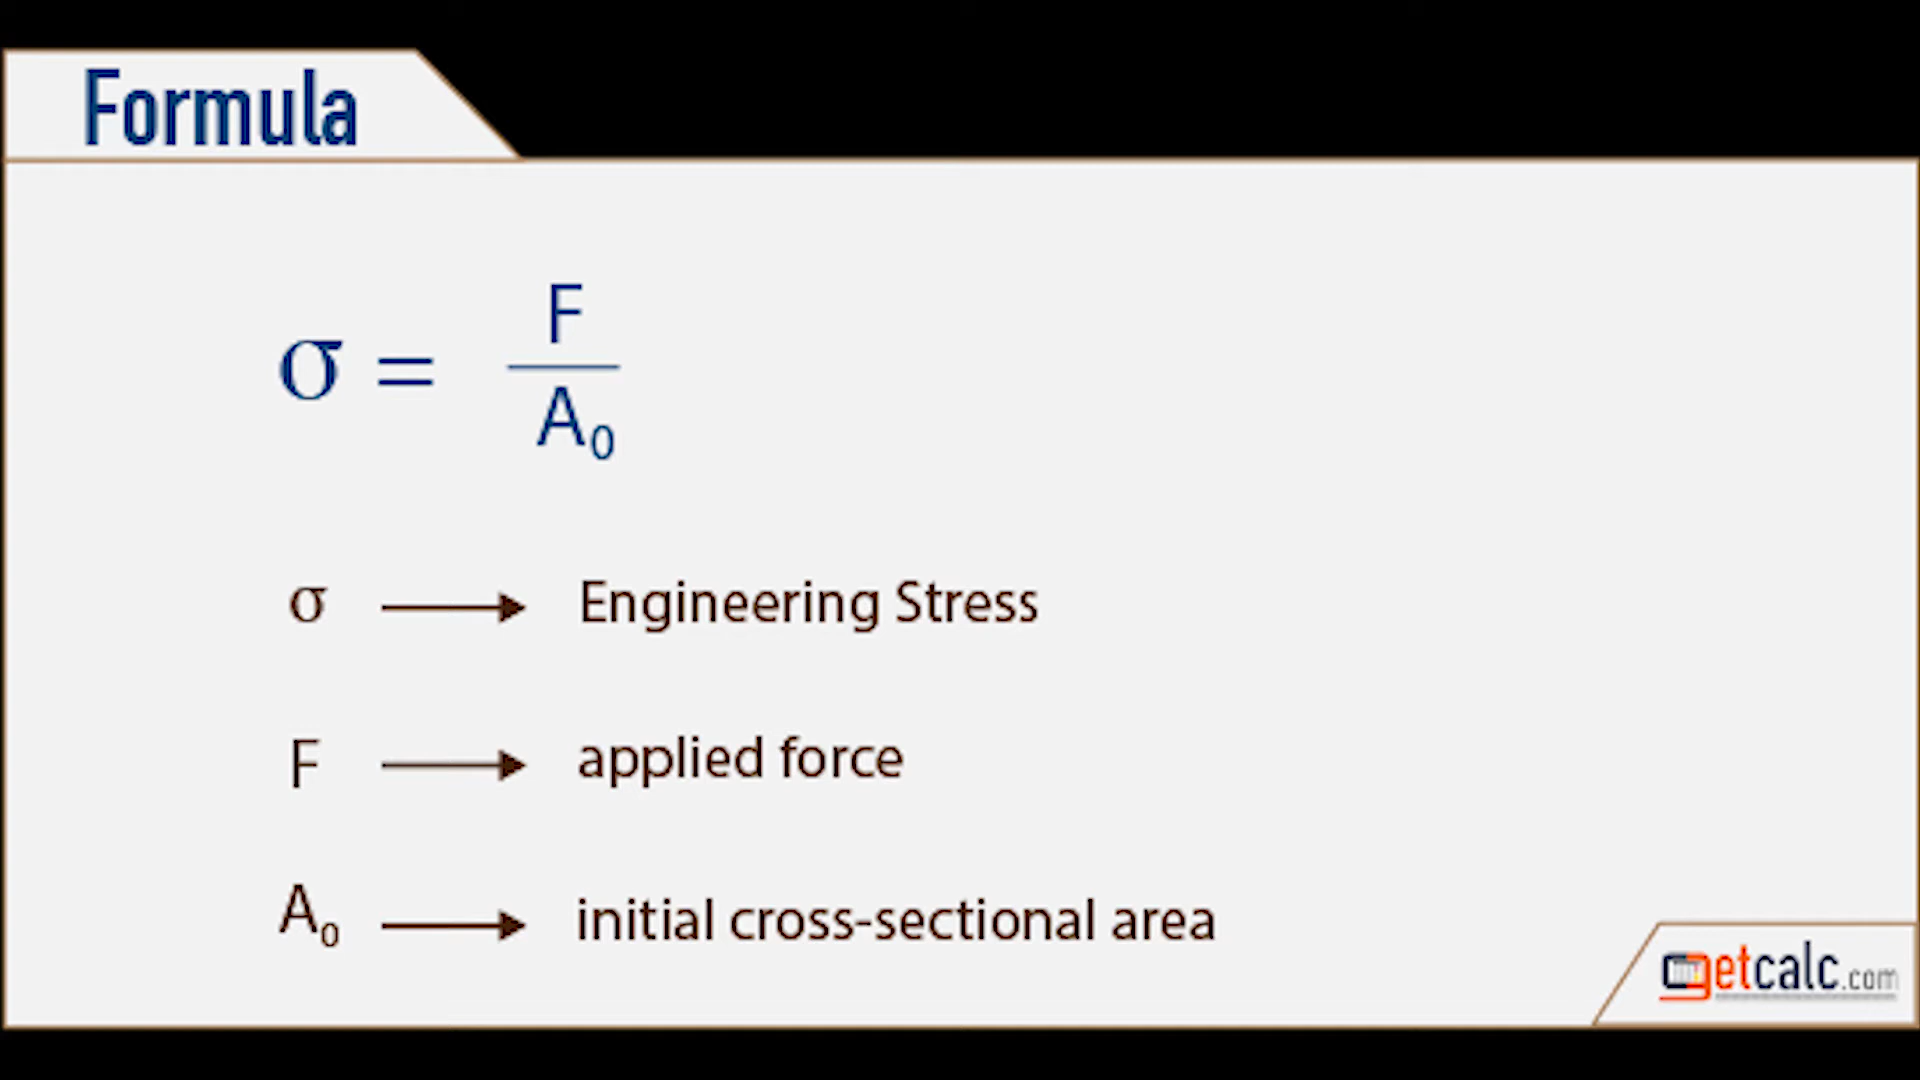 Formula
σ = F / A₀
σ → Engineering Stress
F → applied force
A₀ → initial cross-sectional area
getcalc.com